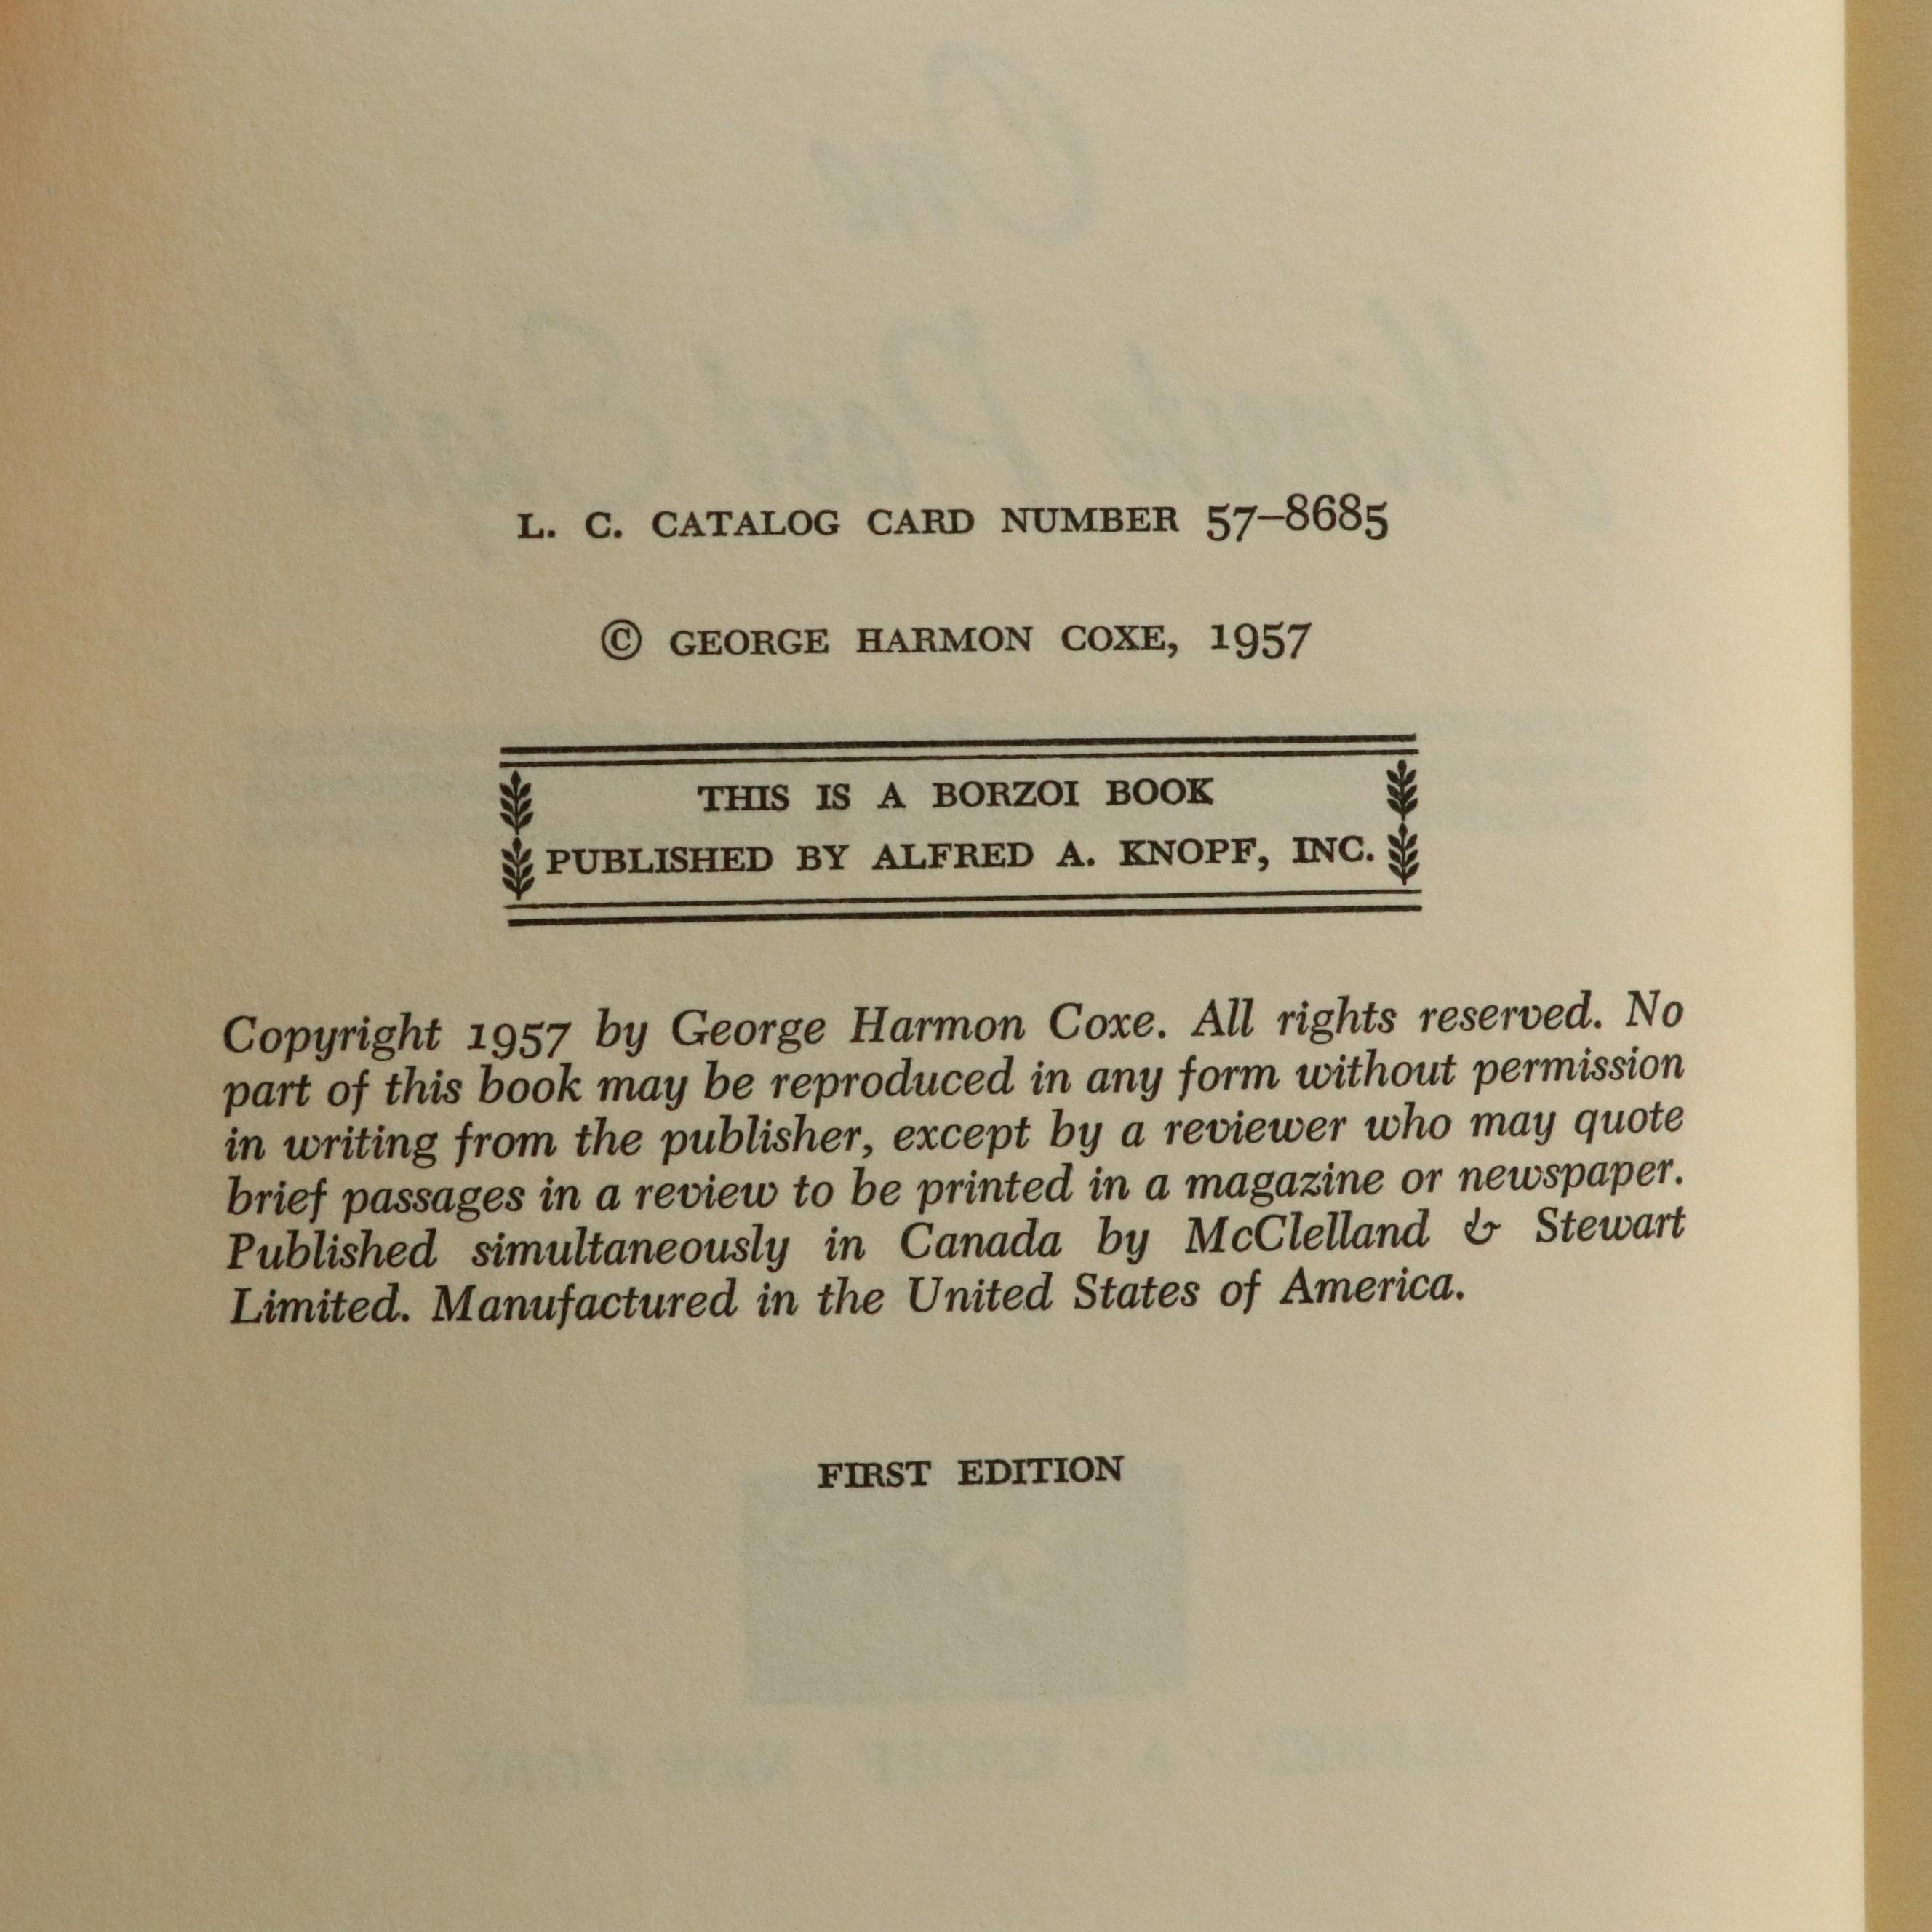 L. C. CATALOG CARD NUMBER 57–8685
© GEORGE HARMON COXE, 1957
THIS IS A BORZOI BOOK
PUBLISHED BY ALFRED A. KNOPF, INC.
Copyright 1957 by George Harmon Coxe. All rights reserved. No
part of this book may be reproduced in any form without permission
in writing from the publisher, except by a reviewer who may quote
brief passages in a review to be printed in a magazine or newspaper.
Published simultaneously in Canada by McClelland & Stewart
Limited. Manufactured in the United States of America.
FIRST EDITION